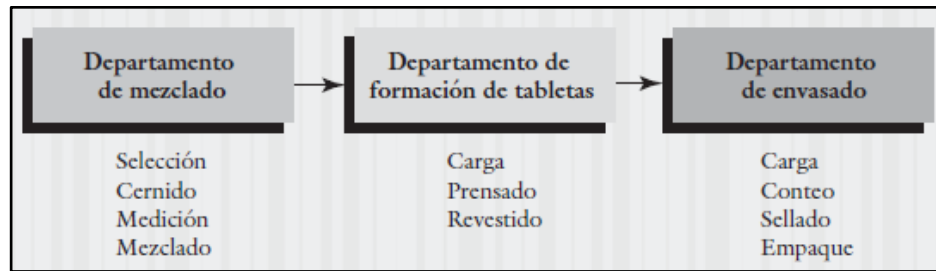 Departamento
de mezclado
Departamento de
formación de tabletas
Departamento
de envasado
Selección
Cernido
Medición
Mezclado
Carga
Prensado
Revestido
Carga
Conteo
Sellado
Empaque